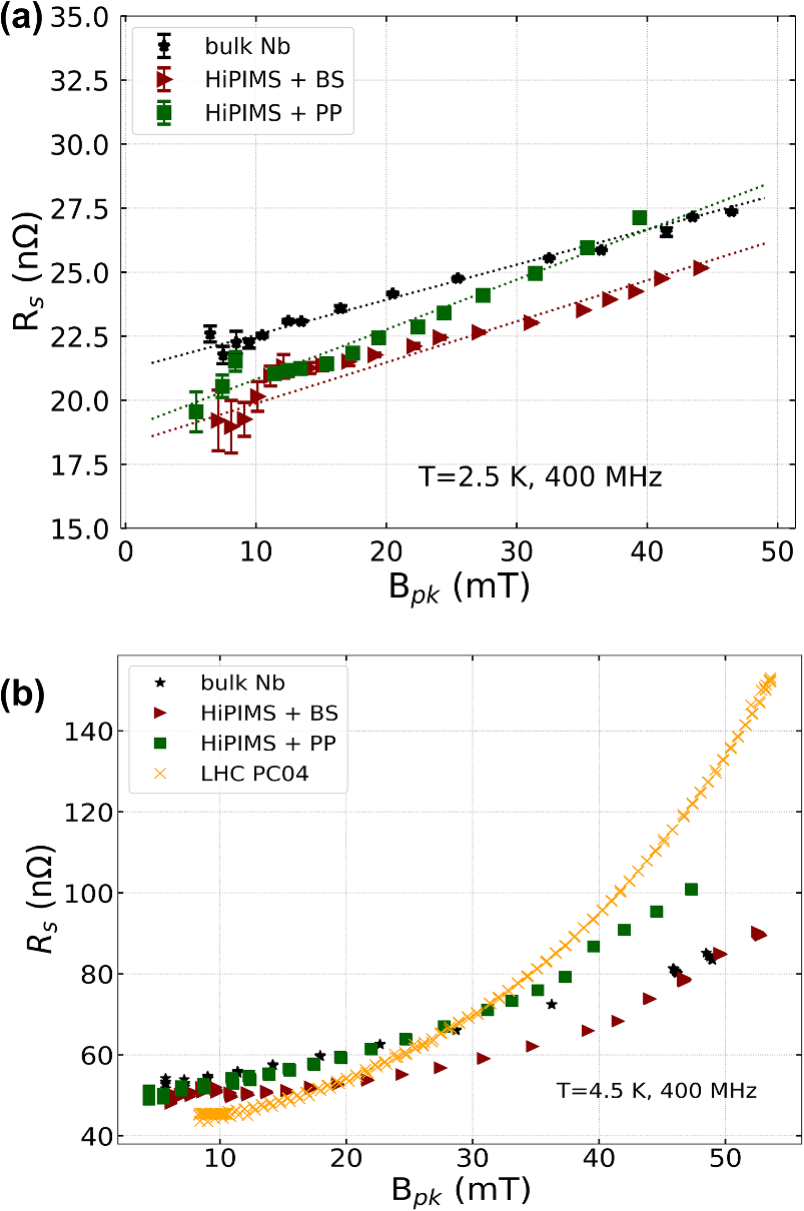 (a)
bulk Nb
HiPIMS + BS
HiPIMS + PP
35.0
32.5
30.0
27.5
25.0
22.5
20.0
17.5
15.0
R_s (nΩ)
T=2.5 K, 400 MHz
0 10 20 30 40 50
B_pk (mT)
(b)
bulk Nb
HiPIMS + BS
HiPIMS + PP
LHC PC04
140
120
100
80
60
40
R_s (nΩ)
T=4.5 K, 400 MHz
10 20 30 40 50
B_pk (mT)